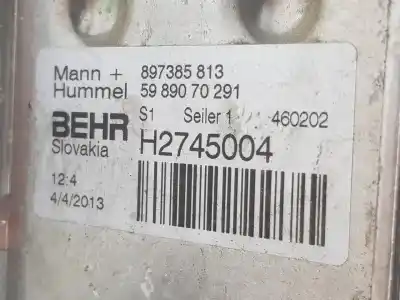 Mann + 897385 813
Hummel 59 890 70 291
S1 Seiler 1 460202
BEHR H2745004
Slovakia
12:4
4/4/2013